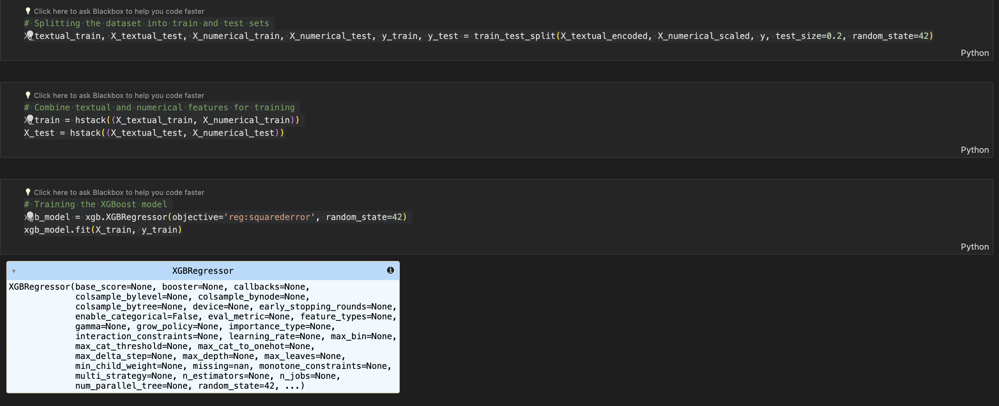 Click here to ask Blackbox to help you code faster
# Splitting the dataset into train and test sets
X_textual_train, X_textual_test, X_numerical_train, X_numerical_test, y_train, y_test = train_test_split(X_textual_encoded, X_numerical_scaled, y, test_size=0.2, random_state=42)
Python
Click here to ask Blackbox to help you code faster
# Combine textual and numerical features for training
X_train = hstack((X_textual_train, X_numerical_train))
X_test = hstack((X_textual_test, X_numerical_test))
Python
Click here to ask Blackbox to help you code faster
# Training the XGBoost model
xgb_model = xgb.XGBRegressor(objective='reg:squarederror', random_state=42)
xgb_model.fit(X_train, y_train)
Python
XGBRegressor
XGBRegressor(base_score=None, booster=None, callbacks=None,
colsample_bylevel=None, colsample_bynode=None,
colsample_bytree=None, device=None, early_stopping_rounds=None,
enable_categorical=False, eval_metric=None, feature_types=None,
gamma=None, grow_policy=None, importance_type=None,
interaction_constraints=None, learning_rate=None, max_bin=None,
max_cat_threshold=None, max_cat_to_onehot=None,
max_delta_step=None, max_depth=None, max_leaves=None,
min_child_weight=None, missing=nan, monotone_constraints=None,
multi_strategy=None, n_estimators=None, n_jobs=None,
num_parallel_tree=None, random_state=42, ...)